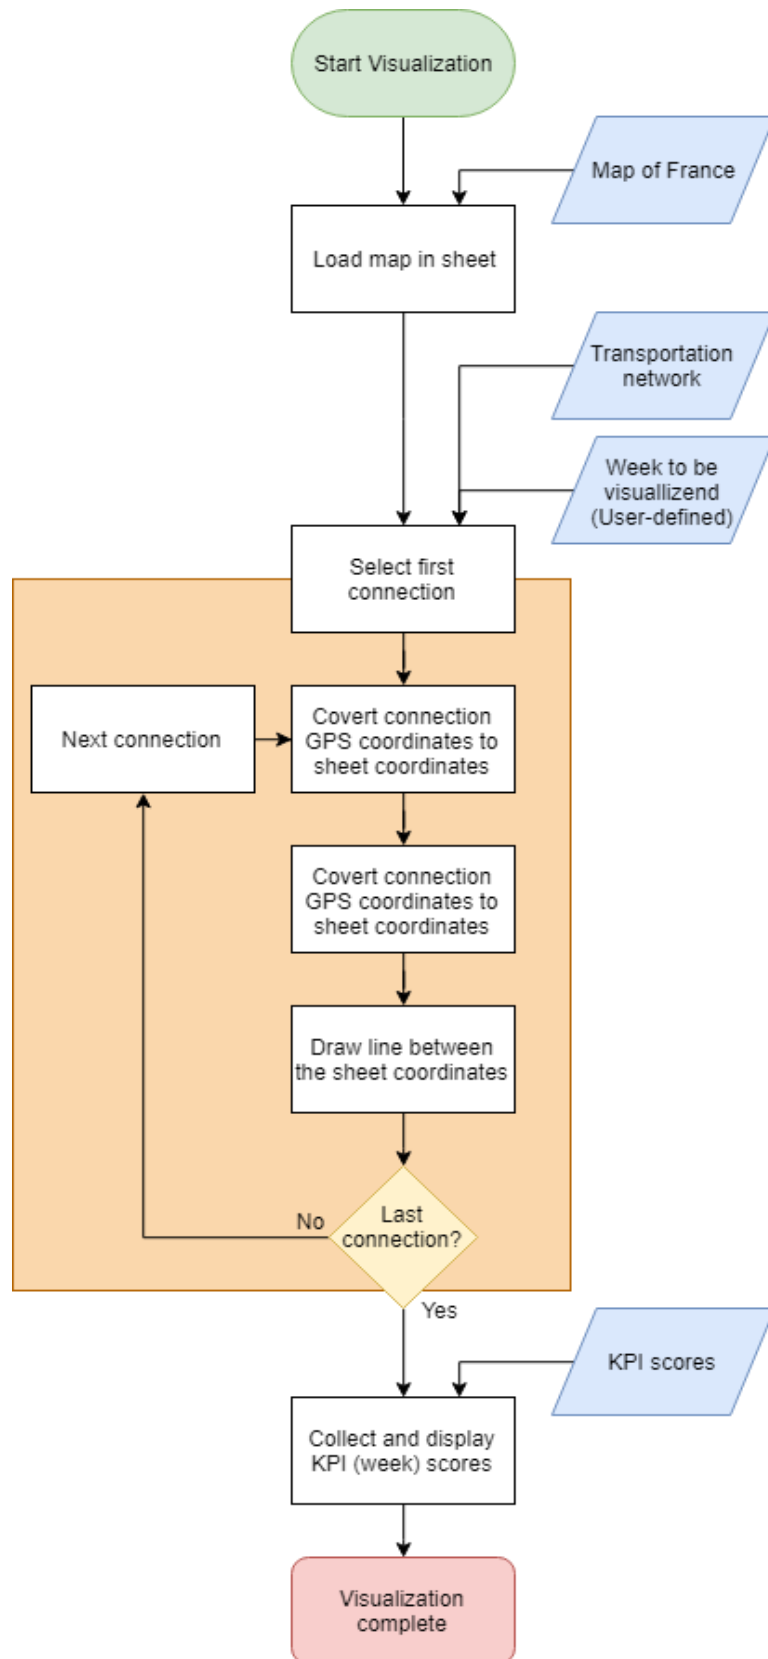 Start Visualization
Map of France
Load map in sheet
Transportation
network
Week to be
visuallizend
(User-defined)
Select first
connection
Next connection
Covert connection
GPS coordinates to
sheet coordinates
Covert connection
GPS coordinates to
sheet coordinates
Draw line between
the sheet coordinates
Last
connection?
No
Yes
KPI scores
Collect and display
KPI (week) scores
Visualization
complete